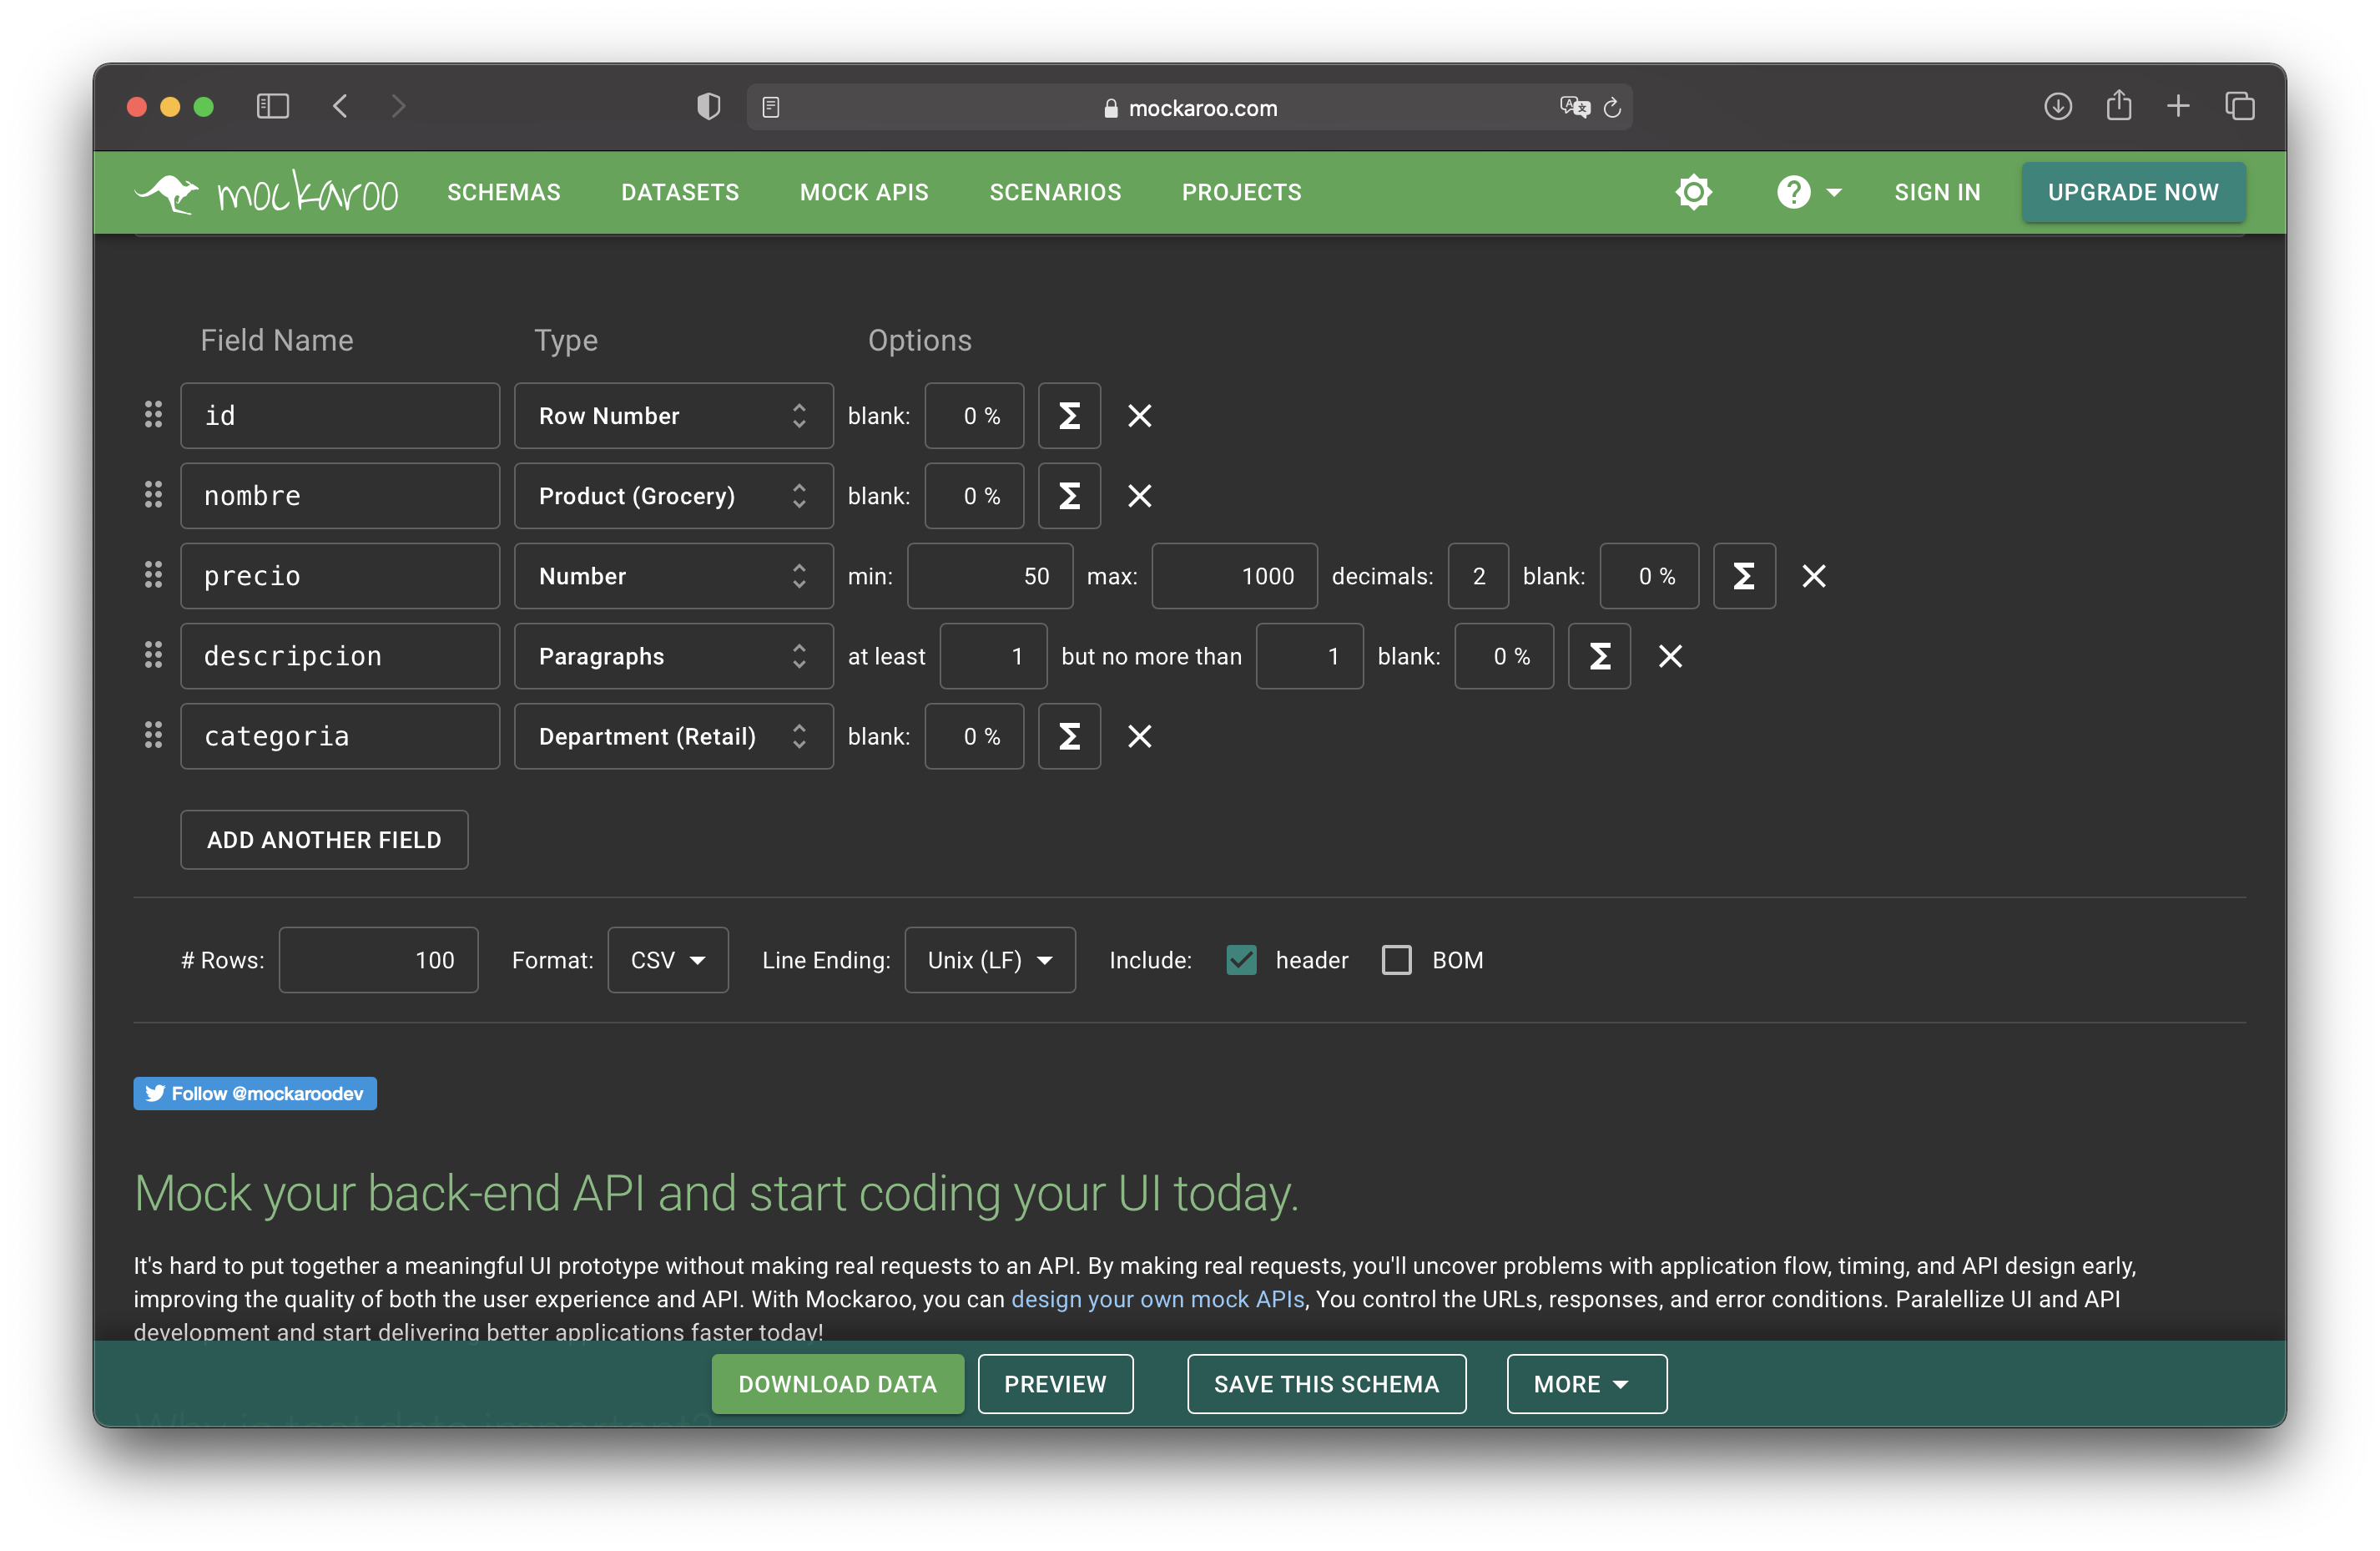 mockaroo.com
mockaroo SCHEMAS DATASETS MOCK APIS SCENARIOS PROJECTS ? SIGN IN UPGRADE NOW
Field Name Type Options
id Row Number blank: 0 % Σ
nombre Product (Grocery) blank: 0 % Σ
precio Number min: 50 max: 1000 decimals: 2 blank: 0 % Σ
descripcion Paragraphs at least 1 but no more than 1 blank: 0 % Σ
categoria Department (Retail) blank: 0 % Σ
ADD ANOTHER FIELD
# Rows: 100 Format: CSV Line Ending: Unix (LF) Include: header BOM
Follow @mockaroodev
Mock your back-end API and start coding your UI today.
It's hard to put together a meaningful UI prototype without making real requests to an API. By making real requests, you'll uncover problems with application flow, timing, and API design early,
improving the quality of both the user experience and API. With Mockaroo, you can design your own mock APIs, You control the URLs, responses, and error conditions. Paralellize UI and API
development and start delivering better applications faster today!
DOWNLOAD DATA PREVIEW SAVE THIS SCHEMA MORE